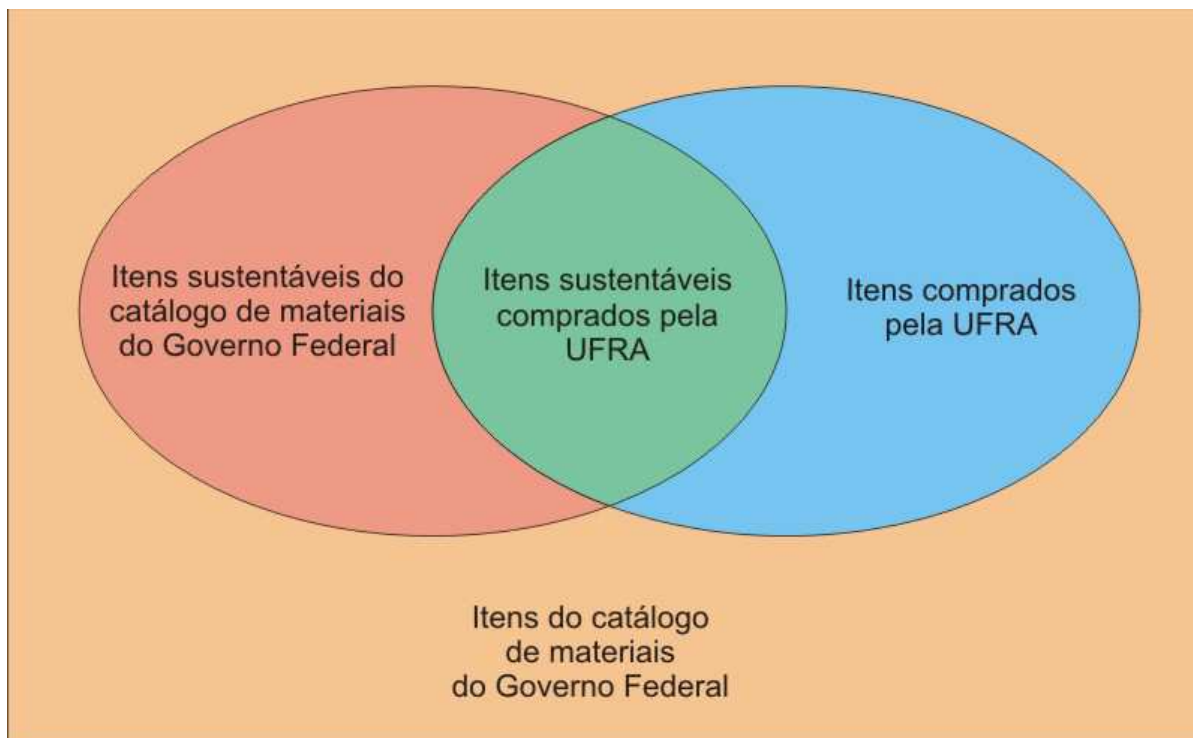 Itens sustentáveis do
catálogo de materiais
do Governo Federal
Itens sustentáveis
comprados pela
UFRA
Itens comprados
pela UFRA
Itens do catálogo
de materiais
do Governo Federal